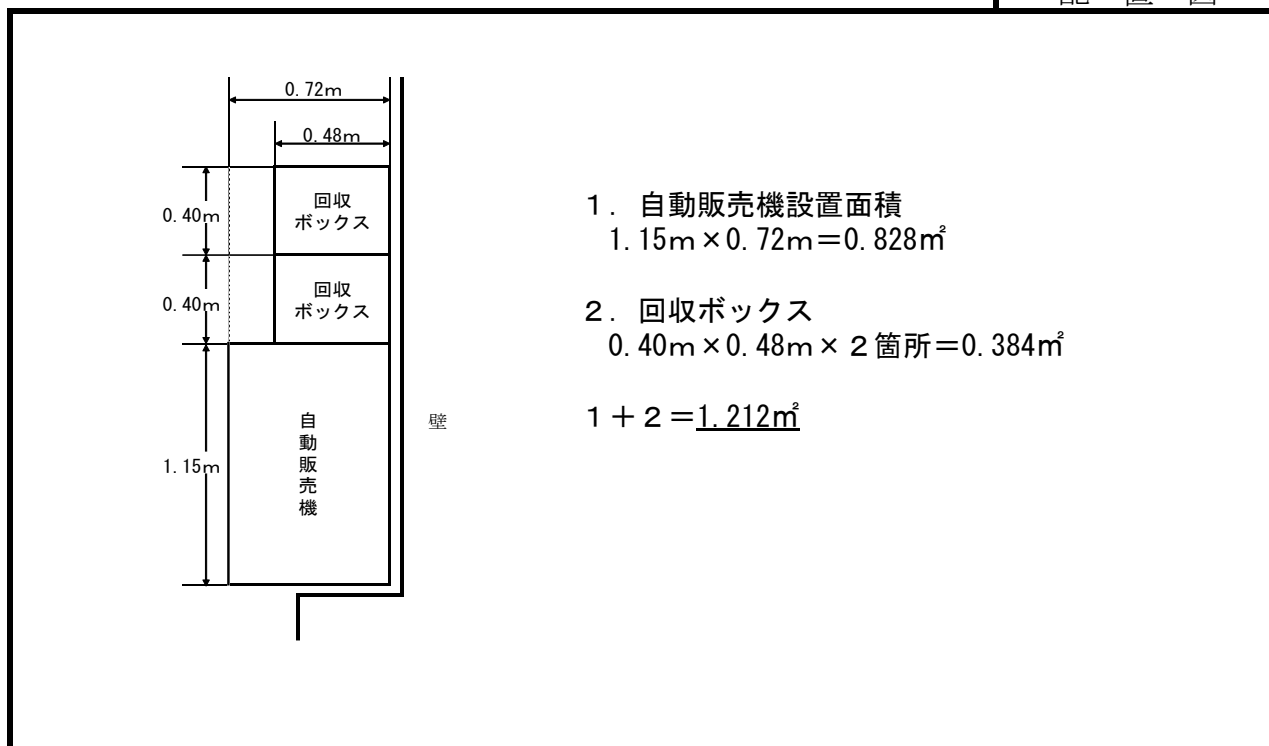 0.72m
0.48m
0.40m
回収
ボックス
0.40m
回収
ボックス
1.15m
自動販売機
壁
1. 自動販売機設置面積
1.15m×0.72m=0.828㎡
2. 回収ボックス
0.40m×0.48m×2箇所=0.384㎡
1+2=1.212㎡